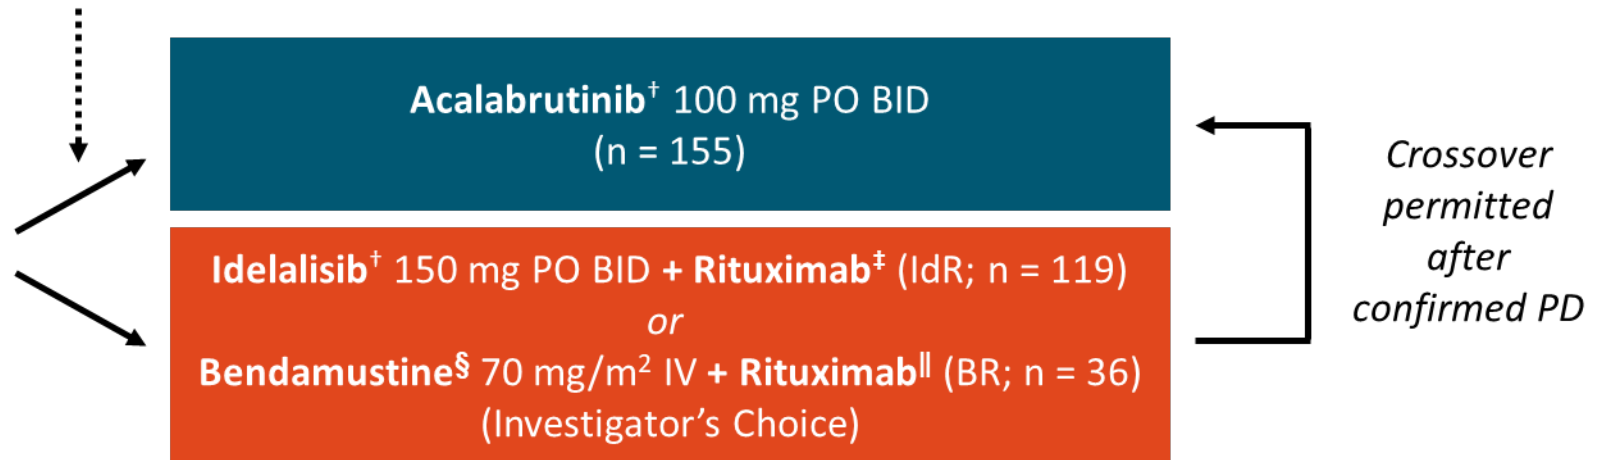 Acalabrutinib† 100 mg PO BID
(n = 155)
Idelalisib† 150 mg PO BID + Rituximab‡ (IdR; n = 119)
or
Bendamustine§ 70 mg/m² IV + Rituximab‖ (BR; n = 36)
(Investigator’s Choice)
Crossover
permitted
after
confirmed PD